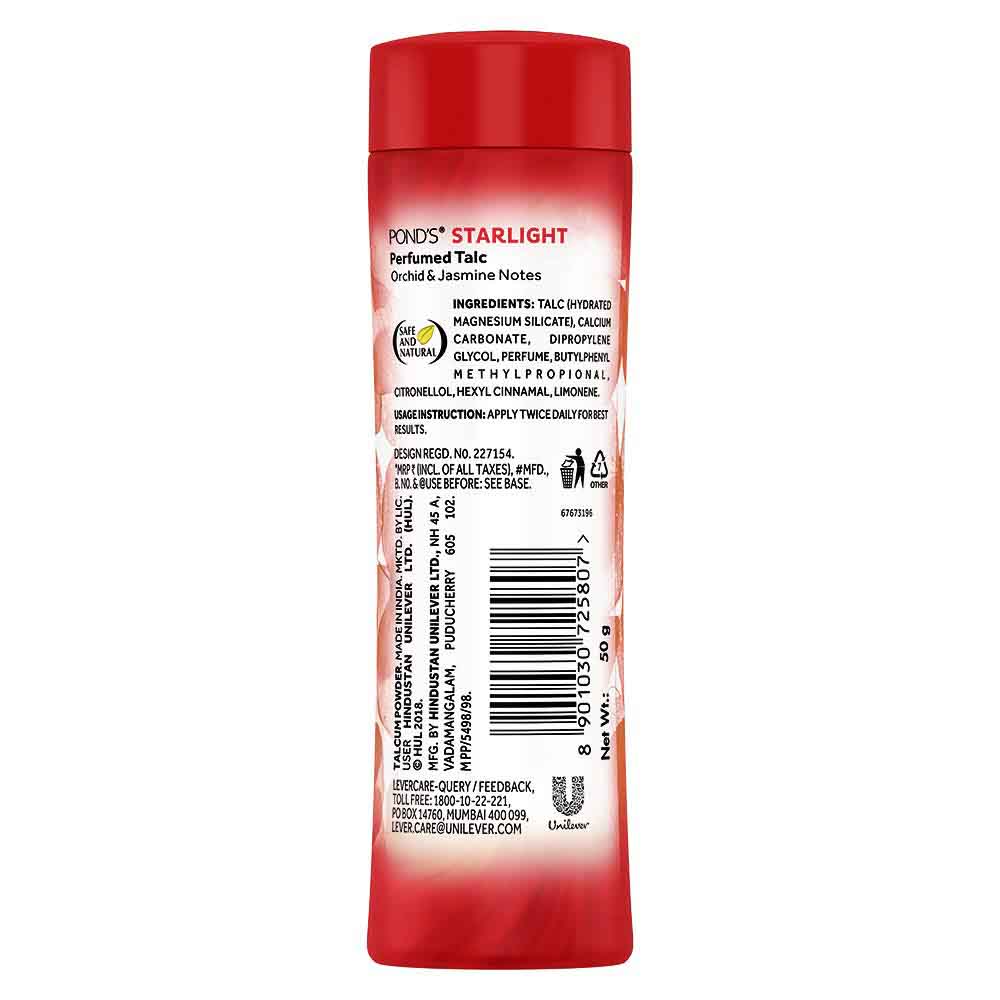 POND'S® STARLIGHT
Perfumed Talc
Orchid & Jasmine Notes
INGREDIENTS: TALC (HYDRATED
MAGNESIUM SILICATE), CALCIUM
CARBONATE, DIPROPYLENE
GLYCOL, PERFUME, BUTYLPHENYL
METHYLPROPIONAL,
CITRONELLOL, HEXYL CINNAMAL, LIMONENE.
SAFE
AND
NATURAL
USAGE INSTRUCTION: APPLY TWICE DAILY FOR BEST
RESULTS.
DESIGN REGD. NO. 227154.
*MRP ₹ (INCL. OF ALL TAXES), #MFD.,
B. NO. & @USE BEFORE: SEE BASE.
7
OTHER
67673196
TALCUM POWDER. MADE IN INDIA. MKTD. BY LIC.
USER HINDUSTAN UNILEVER LTD. (HUL).
© HUL 2018.
MFG. BY HINDUSTAN UNILEVER LTD., NH 45 A,
VADAMANGALAM, PUDUCHERRY 605 102.
MPP/5498/98.
8 901030 725807 >
Net Wt.: 50 g
LEVERCARE-QUERY / FEEDBACK,
TOLL FREE: 1800-10-22-221,
PO BOX 14760, MUMBAI 400 099,
LEVER.CARE@UNILEVER.COM
Unilever